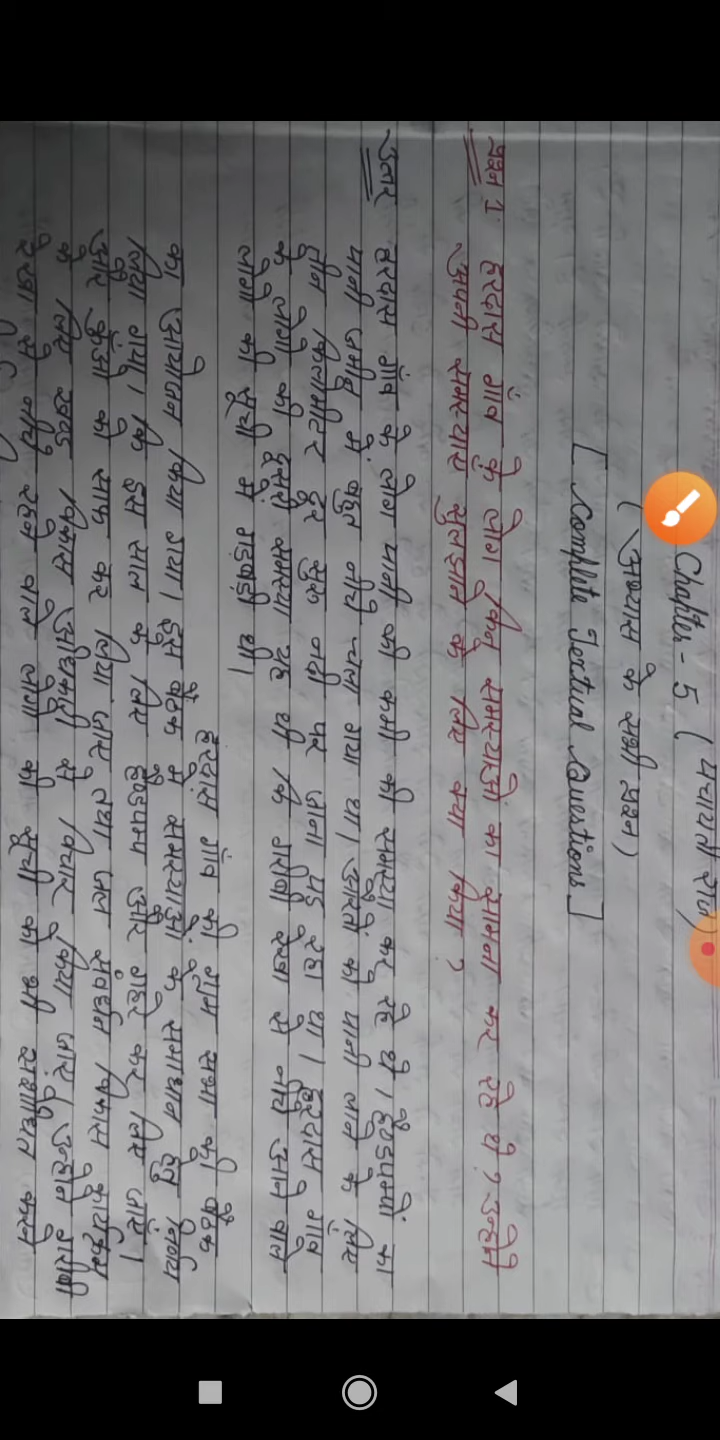 Chapter - 5 ( पंचायती राज)
( अभ्यास के सभी प्रश्न )
[ Complete Textual Questions ]
प्रश्न 1 हरदास गाँव के लोग किन समस्याओं का सामना कर रहे थे ? उन्होंने
अपनी समस्याएं सुलझाने के लिए क्या किया ?
उत्तर हरदास गाँव के लोग पानी की कमी की समस्या कर रहे थे। हैण्डपम्पों का
पानी जमीन में बहुत नीचे चला गया था। औरतों को पानी लाने के लिए
तीन किलोमीटर दूर सुरु नदी पर जाना पड़ रहा था। हरदास गाँव
के लोगों की दूसरी समस्या यह थी कि गरीबी रेखा से नीचे आने वाले
लोगों की सूची में गड़बड़ी थी।
हरदास गाँव की ग्राम सभा की बैठक
का आयोजन किया गया। इस बैठक में समस्याओं के समाधान हेतु निर्णय
लिया गया। कि इस साल के लिए हैण्डपम्प और गहरे कर लिए जाएं।
और कुंओं को साफ कर लिया जाए तथा जल संवर्धन विकास कार्यक्रम
के लिए खण्ड विकास अधिकारी से विचार किया जाए। उन्होंने गरीबी
रेखा से नीचे रहने वाले लोगों की सूची को भी संशोधित करने